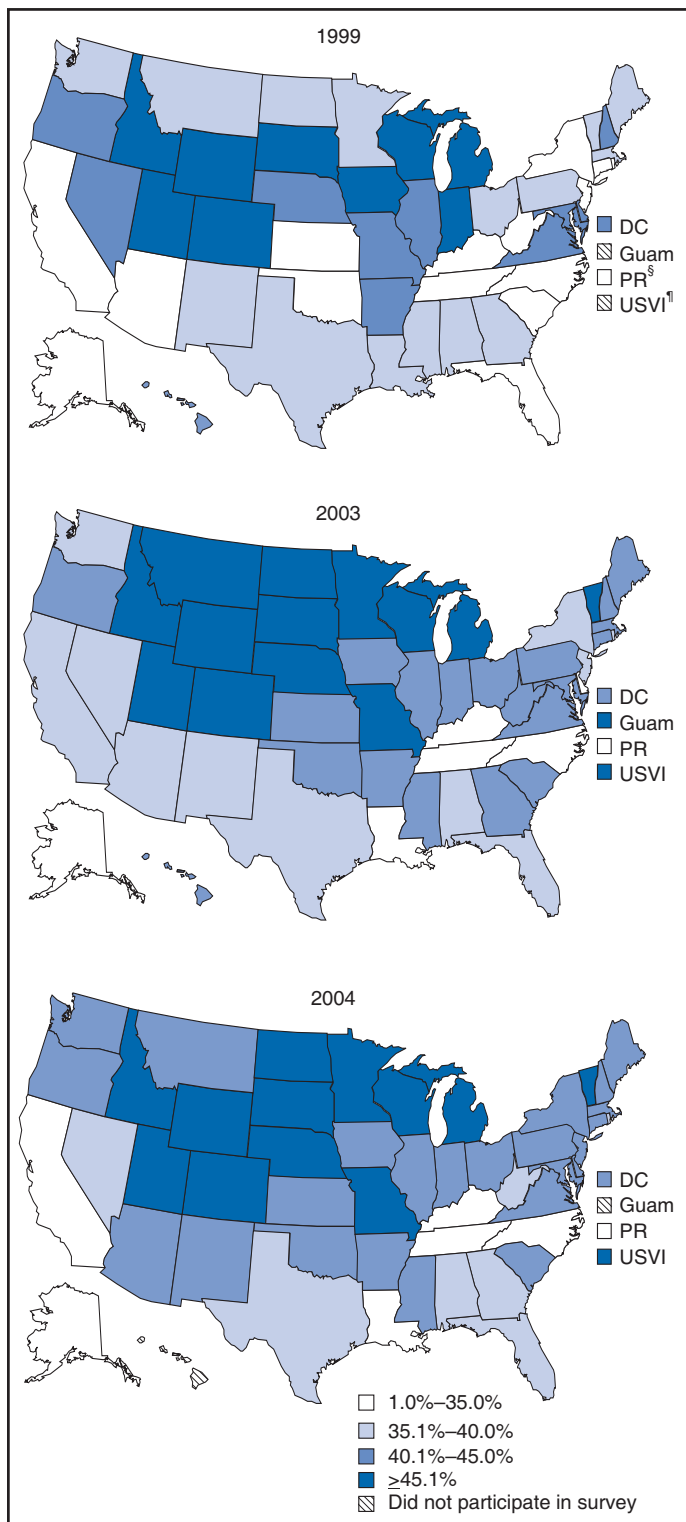 1999
DC
Guam
PR§
USVI¶
2003
DC
Guam
PR
USVI
2004
DC
Guam
PR
USVI
1.0%–35.0%
35.1%–40.0%
40.1%–45.0%
≥45.1%
Did not participate in survey